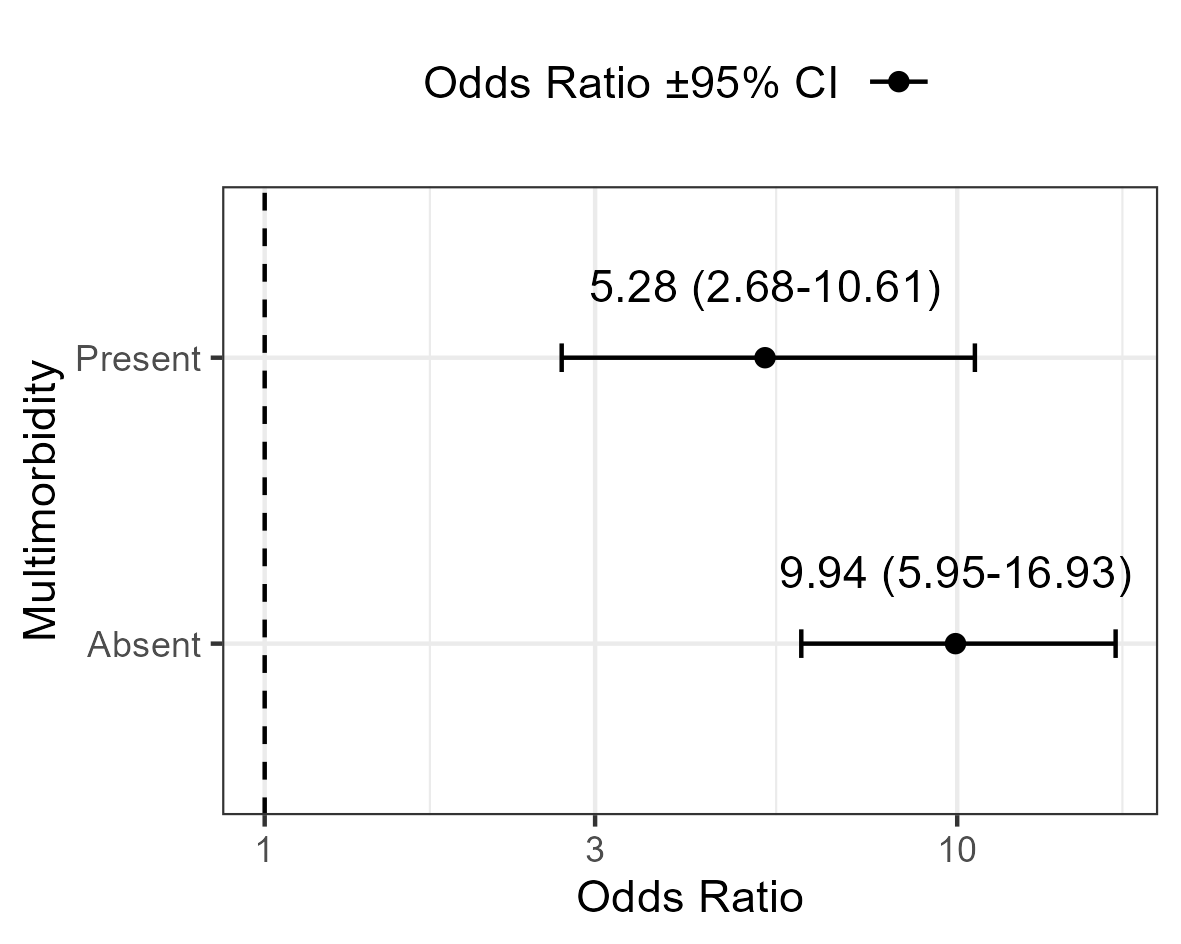 Odds Ratio ±95% CI
5.28 (2.68-10.61)
Present
Multimorbidity
9.94 (5.95-16.93)
Absent
1
3
10
Odds Ratio